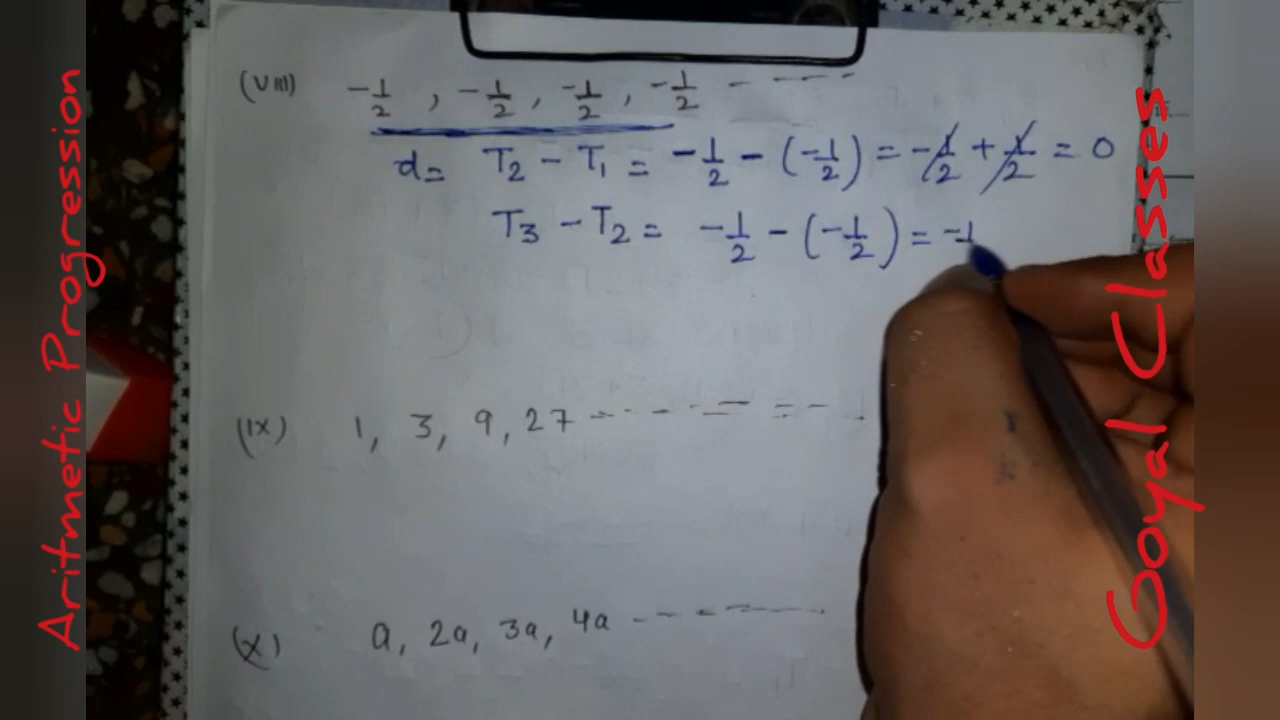 Aritmetic Progression
(VIII) -1/2 , -1/2 , -1/2 , -1/2 - - - -
d = T₂ - T₁ = -1/2 - (-1/2) = -1/2 + 1/2 = 0
T₃ - T₂ = -1/2 - (-1/2) = -1
(IX) 1, 3, 9, 27 - - - - - - -
(X) a, 2a, 3a, 4a - - - - -
Goyal Classes